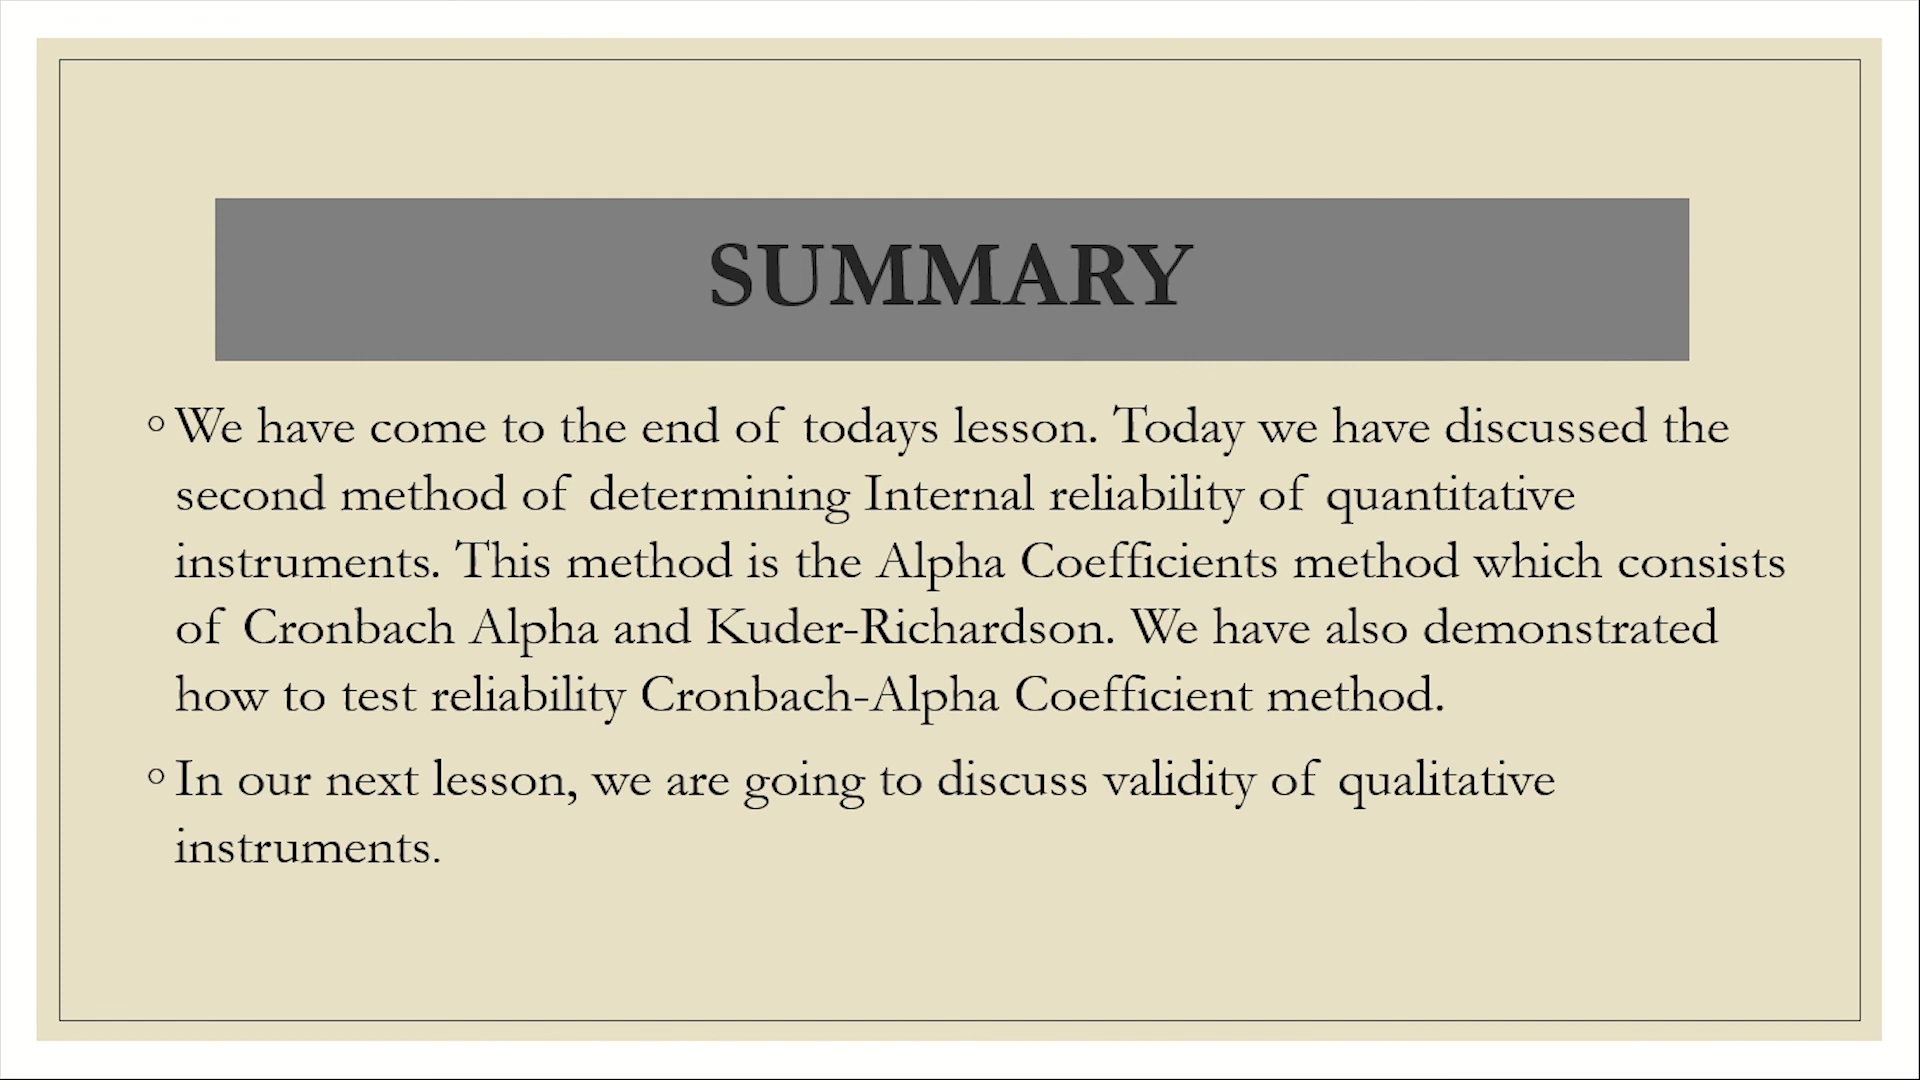 SUMMARY
◦ We have come to the end of todays lesson. Today we have discussed the
second method of determining Internal reliability of quantitative
instruments. This method is the Alpha Coefficients method which consists
of Cronbach Alpha and Kuder-Richardson. We have also demonstrated
how to test reliability Cronbach-Alpha Coefficient method.
◦ In our next lesson, we are going to discuss validity of qualitative
instruments.